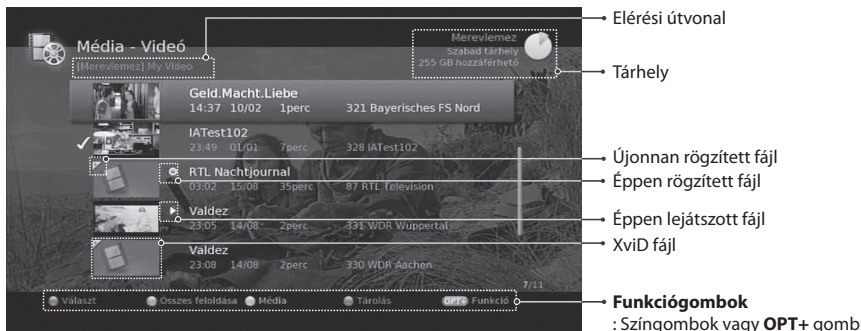 Média - Videó
[Merevlemez] My Video
Merevlemez
Szabad tárhely
255 GB hozzáférhető
Geld.Macht.Liebe
14:37 10/02 1perc 321 Bayerisches FS Nord
IATest102
23:49 01/01 7perc 328 IATest102
RTL Nachtjournal
03:02 15/08 35perc 87 RTL Television
Valdez
23:05 14/08 2perc 331 WDR Wuppertal
Valdez
23:08 14/08 2perc 330 WDR Aachen
7/11
Választ Összes feloldása Média Tárolás OPT+ Funkció
Elérési útvonal
Tárhely
Újonnan rögzített fájl
Éppen rögzített fájl
Éppen lejátszott fájl
XviD fájl
Funkciógombok
: Színgombok vagy OPT+ gomb